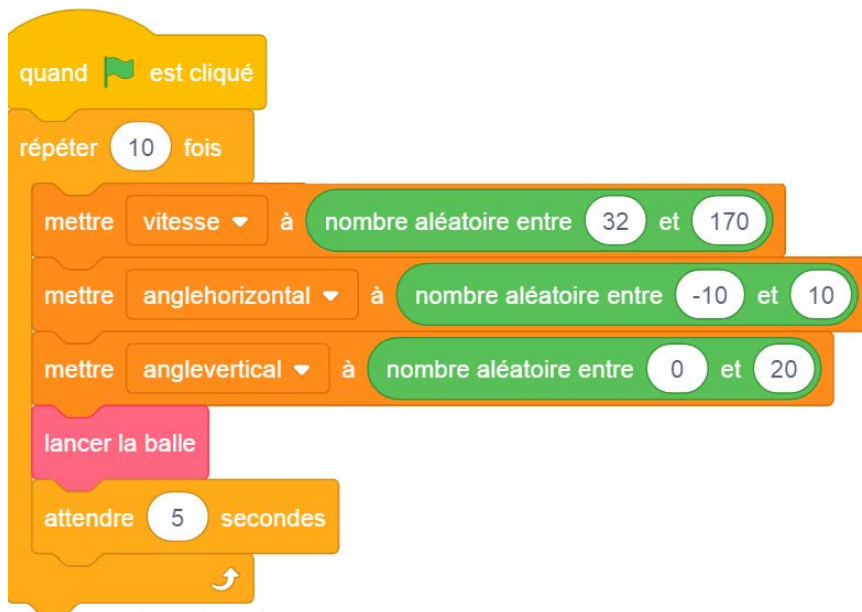 quand est cliqué
répéter 10 fois
mettre vitesse à nombre aléatoire entre 32 et 170
mettre anglehorizontal à nombre aléatoire entre -10 et 10
mettre anglevertical à nombre aléatoire entre 0 et 20
lancer la balle
attendre 5 secondes